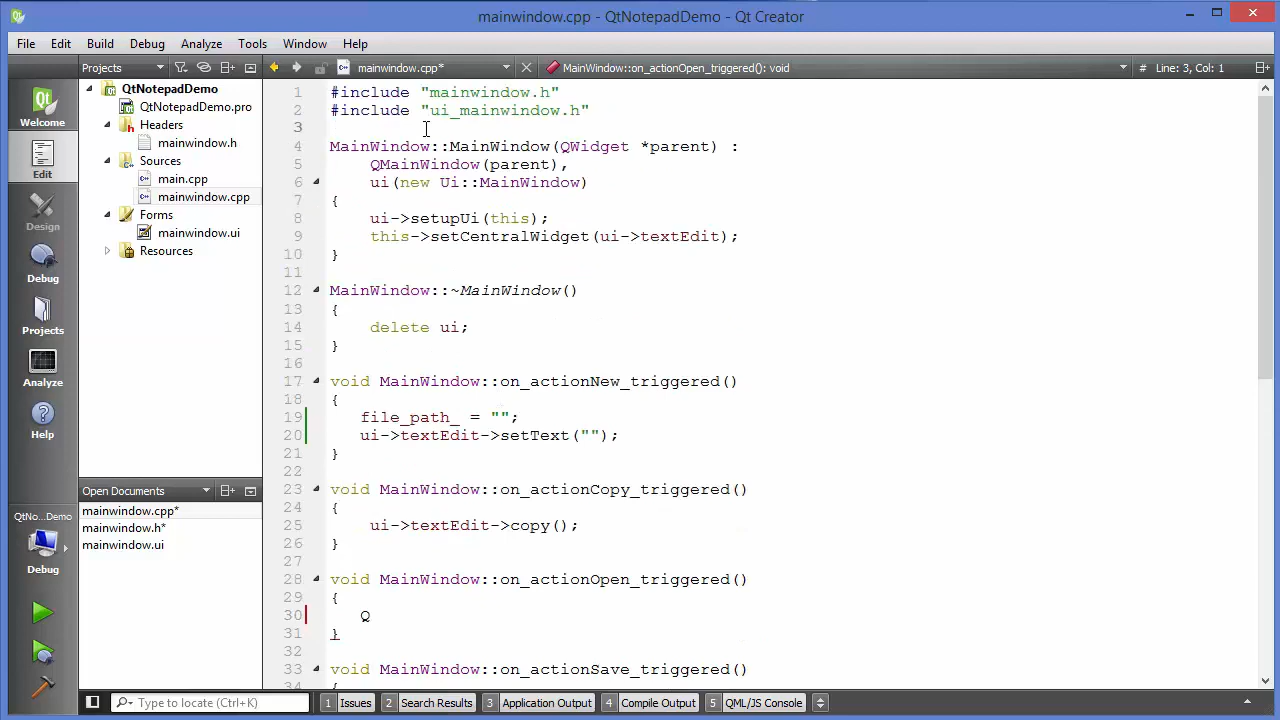 mainwindow.cpp - QtNotepadDemo - Qt Creator
File Edit Build Debug Analyze Tools Window Help
Projects mainwindow.cpp* MainWindow::on_actionOpen_triggered(): void # Line: 3, Col: 1
Welcome
Edit
Design
Debug
Projects
Analyze
Help
QtNo...Demo
Debug
QtNotepadDemo
QtNotepadDemo.pro
Headers
mainwindow.h
Sources
main.cpp
mainwindow.cpp
Forms
mainwindow.ui
Resources
Open Documents
mainwindow.cpp*
mainwindow.h*
mainwindow.ui
1 #include "mainwindow.h"
2 #include "ui_mainwindow.h"
3
4 MainWindow::MainWindow(QWidget *parent) :
5 QMainWindow(parent),
6 ui(new Ui::MainWindow)
7 {
8 ui->setupUi(this);
9 this->setCentralWidget(ui->textEdit);
10 }
11
12 MainWindow::~MainWindow()
13 {
14 delete ui;
15 }
16
17 void MainWindow::on_actionNew_triggered()
18 {
19 file_path_ = "";
20 ui->textEdit->setText("");
21 }
22
23 void MainWindow::on_actionCopy_triggered()
24 {
25 ui->textEdit->copy();
26 }
27
28 void MainWindow::on_actionOpen_triggered()
29 {
30 Q
31 }
32
33 void MainWindow::on_actionSave_triggered()
34 {
Type to locate (Ctrl+K) 1 Issues 2 Search Results 3 Application Output 4 Compile Output 5 QML/JS Console